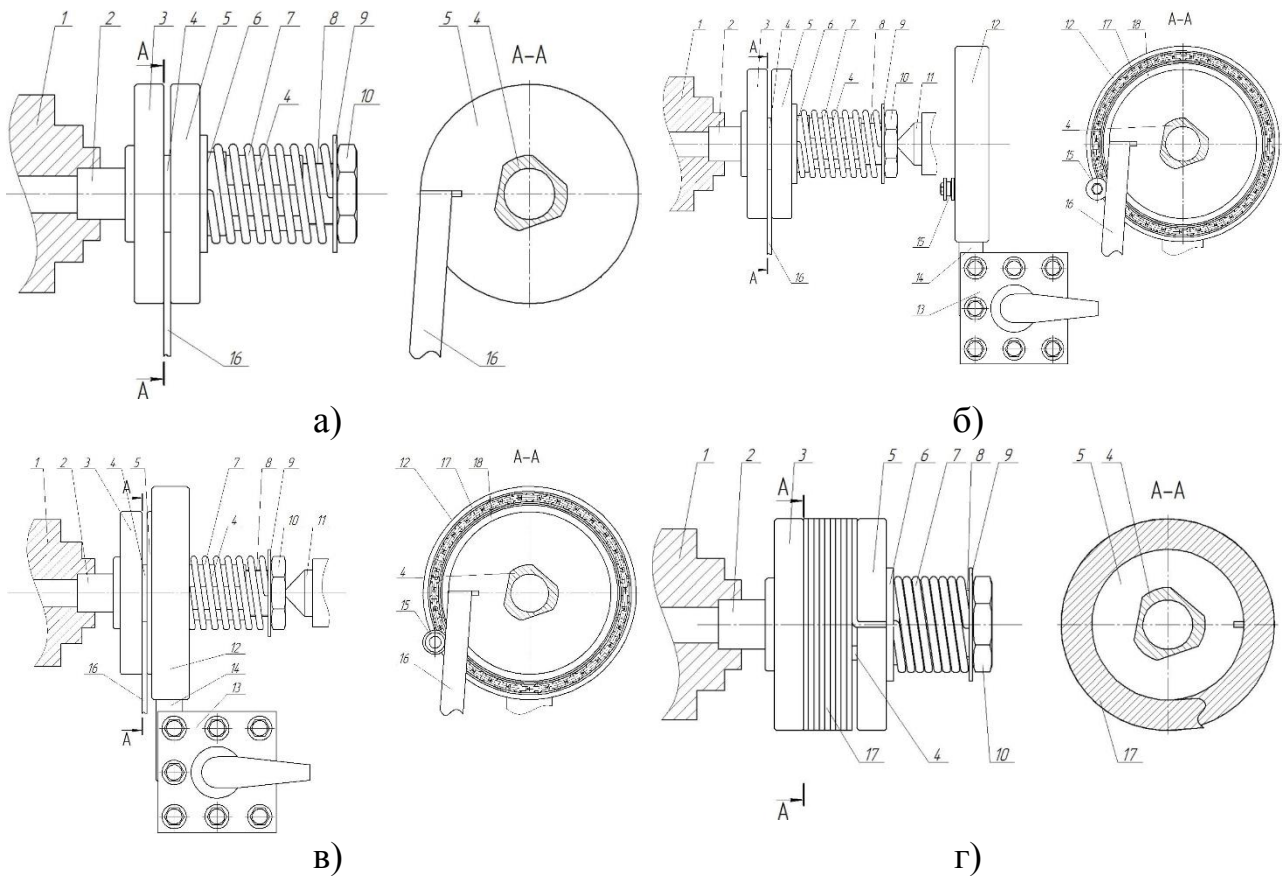 1 2 3 4 5 6 7 8 9 5 4
А А-А
4 10
16 16
А
а)
1 2 3 4 5 6 7 8 9 12 12 17 18 А-А
А 4 10 11 4
15 15
16
А 16 14
13
б)
1 2 3 4 5 7 8 9 12 17 18 А-А
А 4 10 11 4
12 15
14 16
16 13
А
в)
1 2 3 5 6 7 8 9 5 4
А А-А
17 4 10 17
А
г)